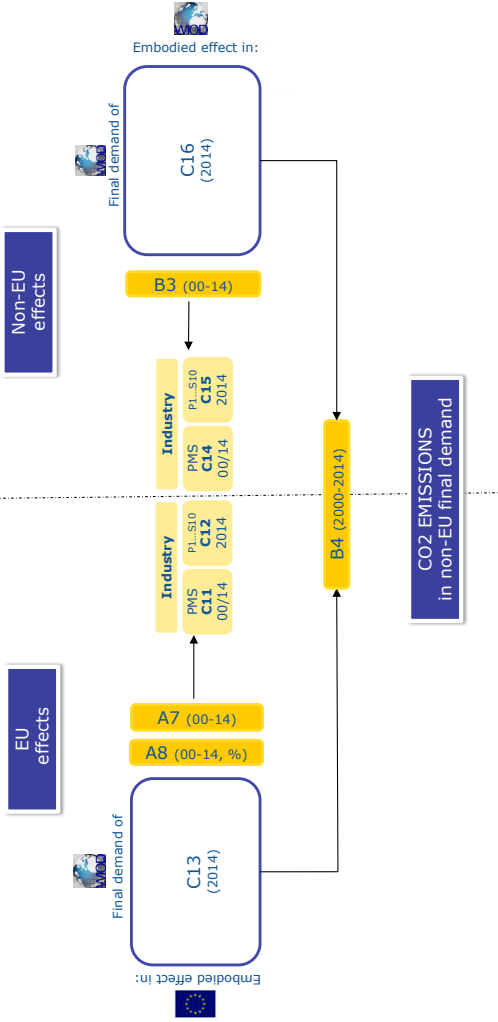 WIOD
Embodied effect in:
WIOD
Final demand of
C16
(2014)
Non-EU
effects
B3 (00-14)
Industry
P1...S10
C15
2014
PMS
C14
00/14
Industry
P1...S10
C12
2014
PMS
C11
00/14
B4 (2000-2014)
CO2 EMISSIONS
in non-EU final demand
EU
effects
A7 (00-14)
A8 (00-14, %)
WIOD
Final demand of
C13
(2014)
Embodied effect in: